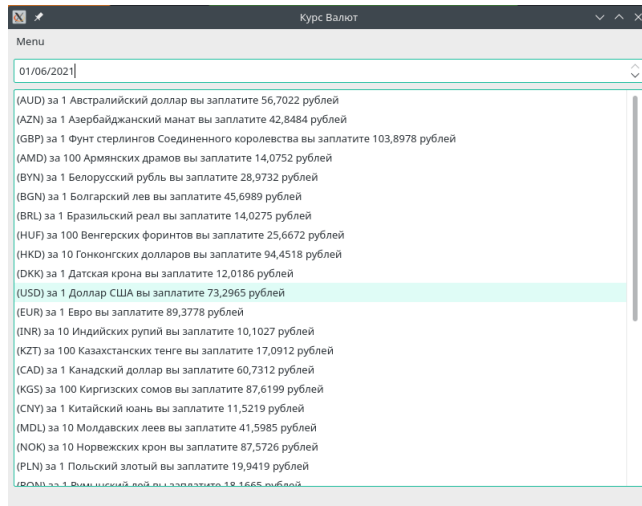 Курс Валют
Menu
01/06/2021
(AUD) за 1 Австралийский доллар вы заплатите 56,7022 рублей
(AZN) за 1 Азербайджанский манат вы заплатите 42,8484 рублей
(GBP) за 1 Фунт стерлингов Соединенного королевства вы заплатите 103,8978 рублей
(AMD) за 100 Армянских драмов вы заплатите 14,0752 рублей
(BYN) за 1 Белорусский рубль вы заплатите 28,9732 рублей
(BGN) за 1 Болгарский лев вы заплатите 45,6989 рублей
(BRL) за 1 Бразильский реал вы заплатите 14,0275 рублей
(HUF) за 100 Венгерских форинтов вы заплатите 25,6672 рублей
(HKD) за 10 Гонконгских долларов вы заплатите 94,4518 рублей
(DKK) за 1 Датская крона вы заплатите 12,0186 рублей
(USD) за 1 Доллар США вы заплатите 73,2965 рублей
(EUR) за 1 Евро вы заплатите 89,3778 рублей
(INR) за 10 Индийских рупий вы заплатите 10,1027 рублей
(KZT) за 100 Казахстанских тенге вы заплатите 17,0912 рублей
(CAD) за 1 Канадский доллар вы заплатите 60,7312 рублей
(KGS) за 100 Киргизских сомов вы заплатите 87,6199 рублей
(CNY) за 1 Китайский юань вы заплатите 11,5219 рублей
(MDL) за 10 Молдавских леев вы заплатите 41,5985 рублей
(NOK) за 10 Норвежских крон вы заплатите 87,5726 рублей
(PLN) за 1 Польский злотый вы заплатите 19,9419 рублей
(RON) за 1 Румынский лей вы заплатите 18,1665 рублей